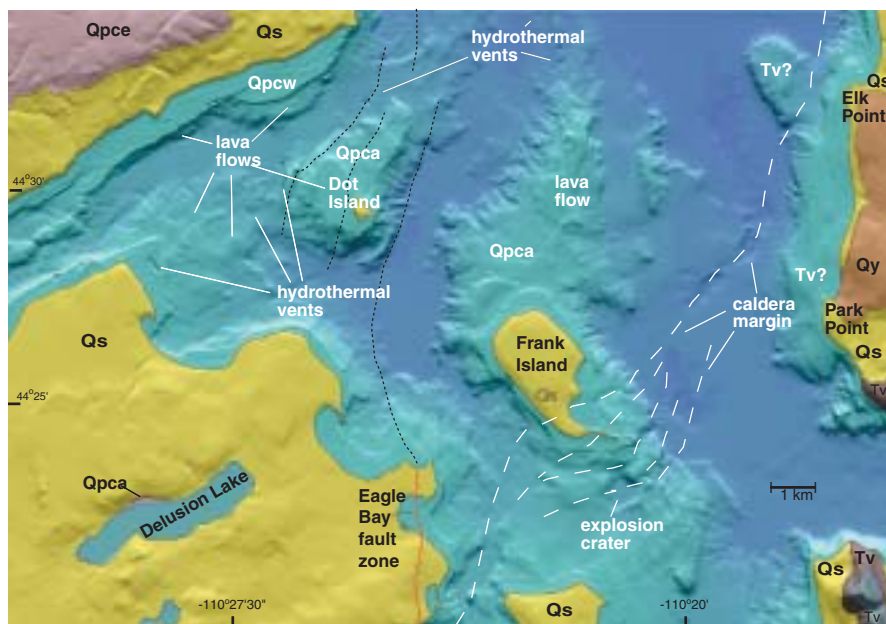 Qpce
Qs
hydrothermal
vents
Qpcw
Tv?
Qs
Elk
Point
lava
flows
Qpca
Dot
Island
lava
flow
44°30'
Qpca
Tv?
Qy
hydrothermal
vents
caldera
margin
Park
Point
Qs
Frank
Island
Qs
Qs
Tv
44°25'
Qpca
Delusion Lake
Eagle
Bay
fault
zone
1 km
explosion
crater
Qs
Tv
-110°27'30"
Qs
-110°20'
Tv